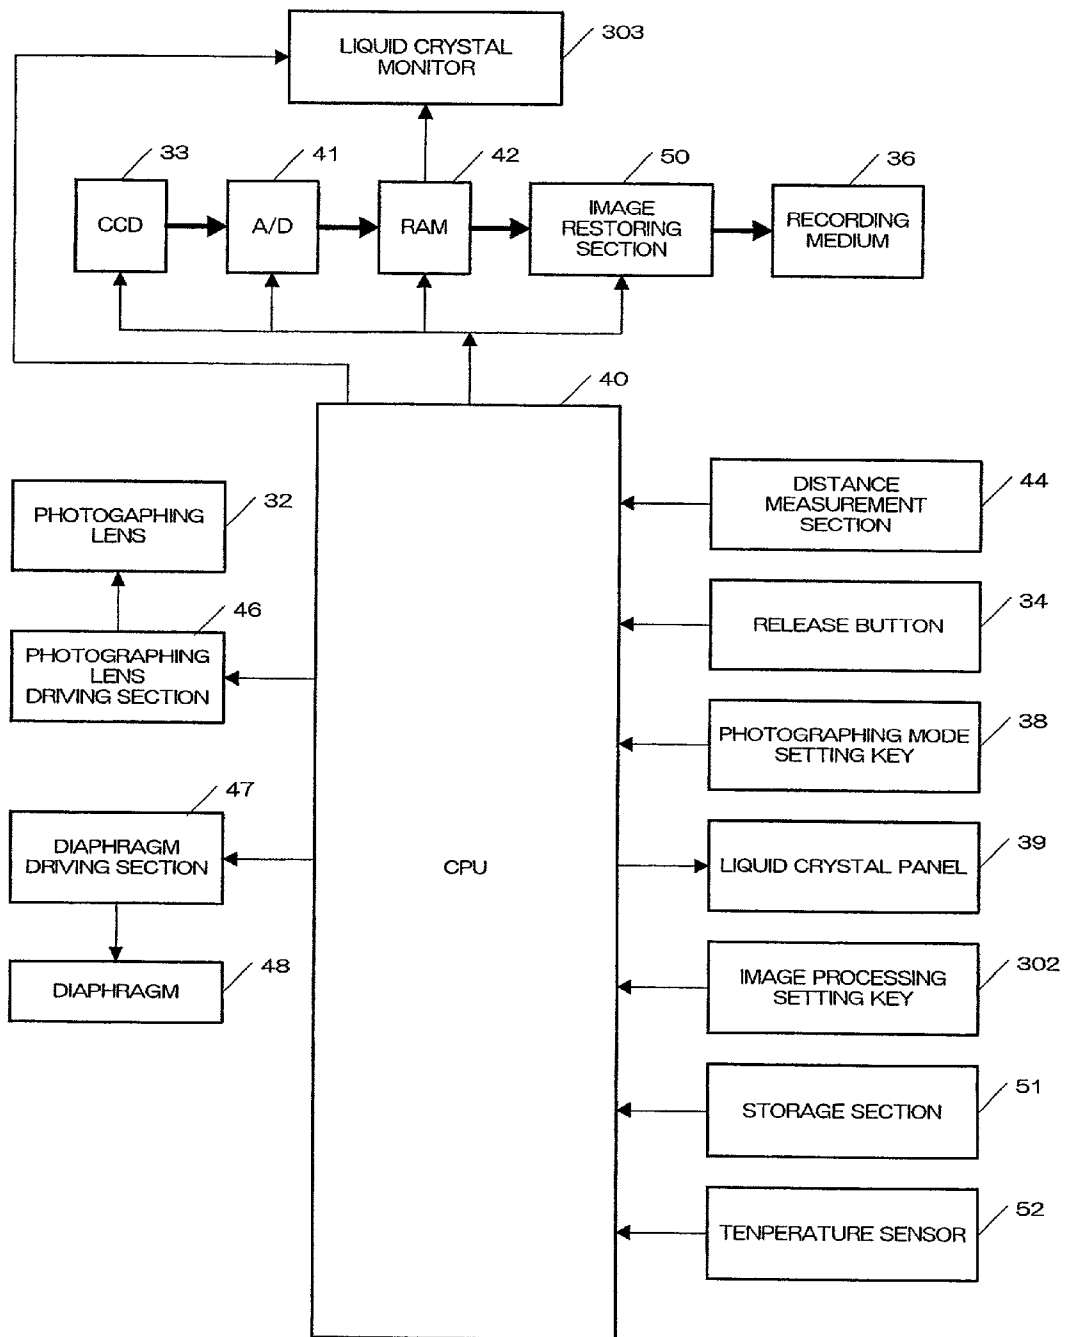 303
LIQUID CRYSTAL
MONITOR
33
41
42
50
36
CCD
A/D
RAM
IMAGE
RESTORING
SECTION
RECORDING
MEDIUM
40
CPU
32
PHOTOGAPHING
LENS
46
PHOTOGRAPHING
LENS
DRIVING SECTION
47
DIAPHRAGM
DRIVING SECTION
48
DIAPHRAGM
44
DISTANCE
MEASUREMENT
SECTION
34
RELEASE BUTTON
38
PHOTOGRAPHING MODE
SETTING KEY
39
LIQUID CRYSTAL PANEL
302
IMAGE PROCESSING
SETTING KEY
51
STORAGE SECTION
52
TENPERATURE SENSOR